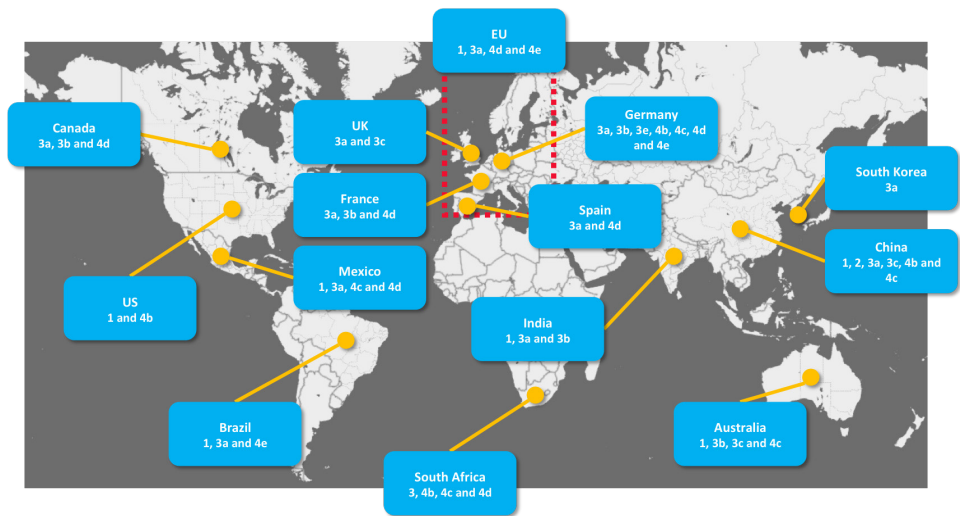 EU
1, 3a, 4d and 4e
Canada
3a, 3b and 4d
UK
3a and 3c
Germany
3a, 3b, 3e, 4b, 4c, 4d
and 4e
South Korea
3a
France
3a, 3b and 4d
Spain
3a and 4d
China
1, 2, 3a, 3c, 4b and
4c
Mexico
1, 3a, 4c and 4d
US
1 and 4b
India
1, 3a and 3b
Brazil
1, 3a and 4e
Australia
1, 3b, 3c and 4c
South Africa
3, 4b, 4c and 4d